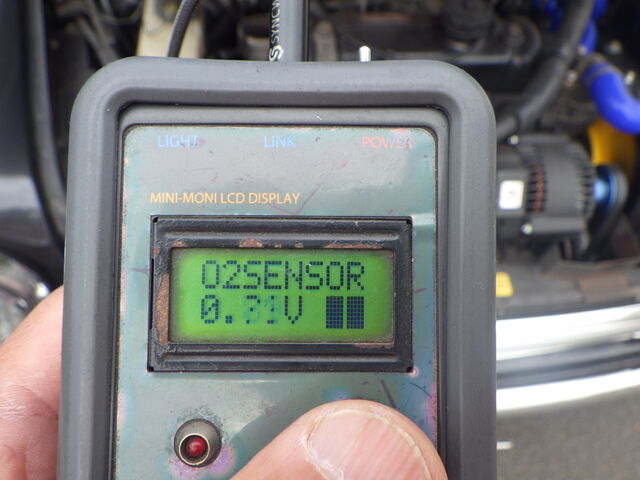 LIGHT LINK POWER
MINI-MONI LCD DISPLAY
O2SENSOR
V